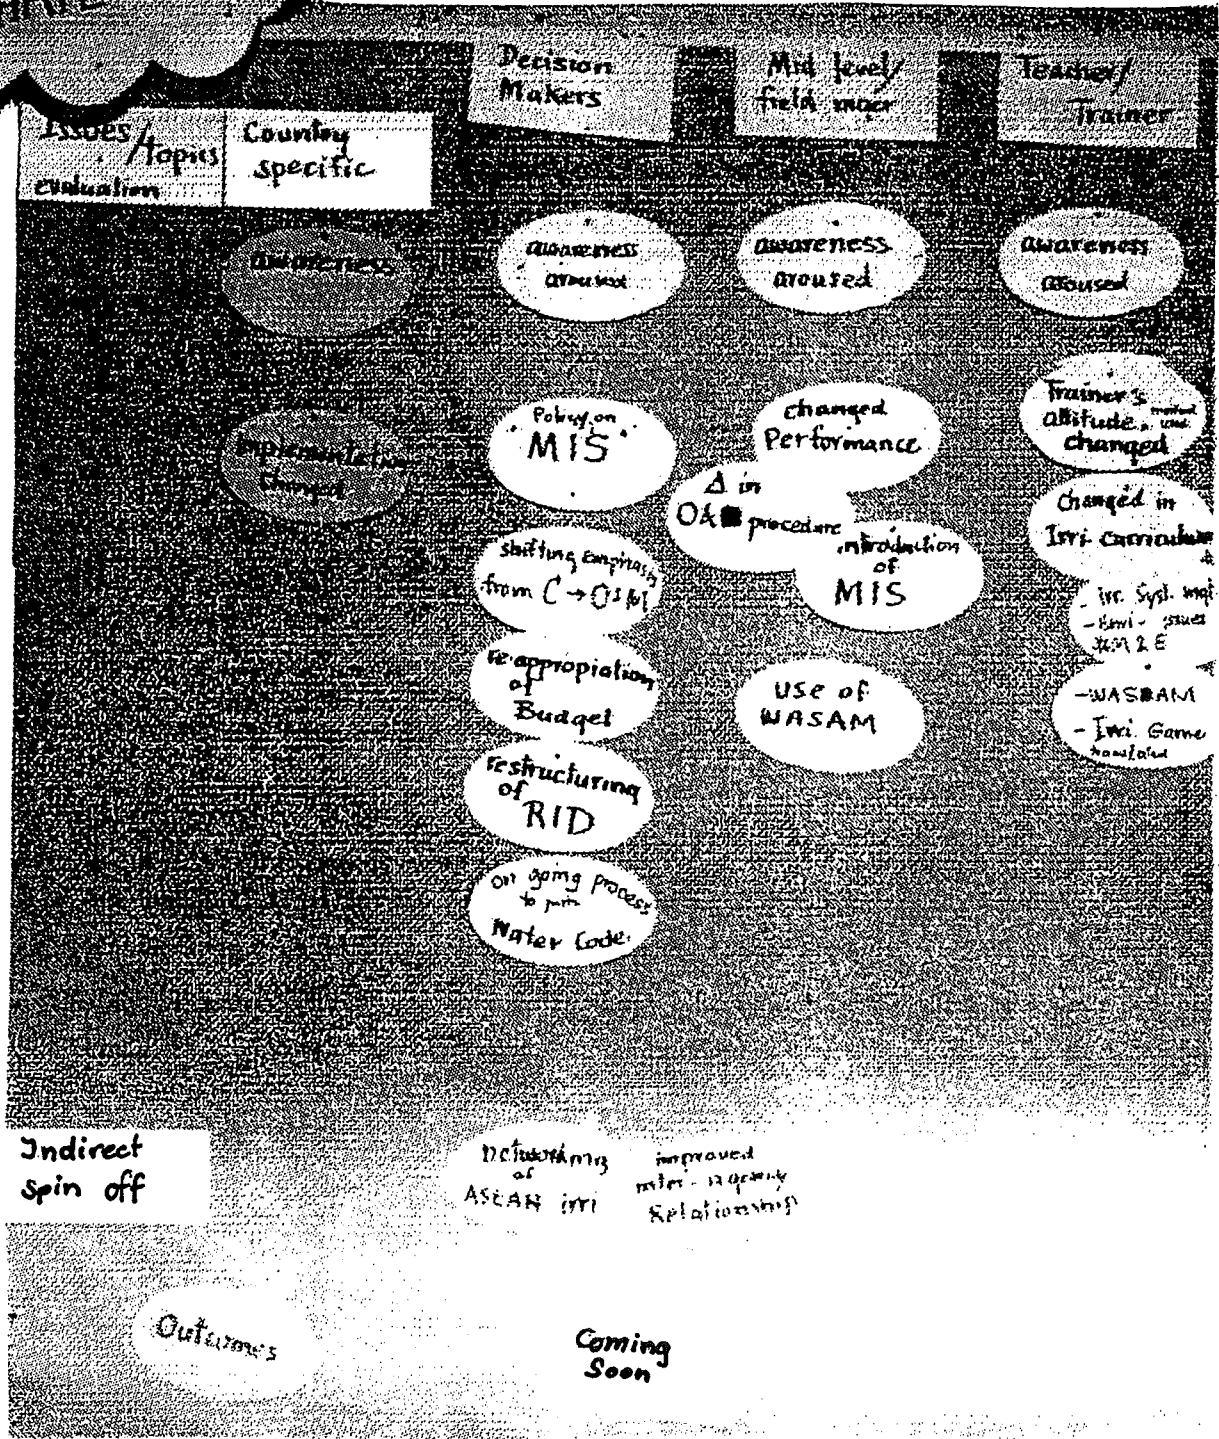 Decision
Makers
Mid level/
field mnger
Teacher/
Trainer
Issues/topics
evaluation
Country
specific
awareness
awareness
aroused
awareness
aroused
awareness
aroused
implementation
changed
Policy on
MIS
shifting emphasis
from C →
re-appropiation
of
Budget
restructuring
of
RID
on going process
to
Water Code.
changed
Performance
Δ in
procedure
introduction
of
MIS
use of
WASAM
Trainer's
attitude
changed
changed in
Irri curriculum
- Irr. Syst. mgt
- issues
- Irri. Game
translated
Indirect
spin off
networking
of
ASEAN irri
improved
inter-agency
Relationship
Outcomes
Coming
Soon